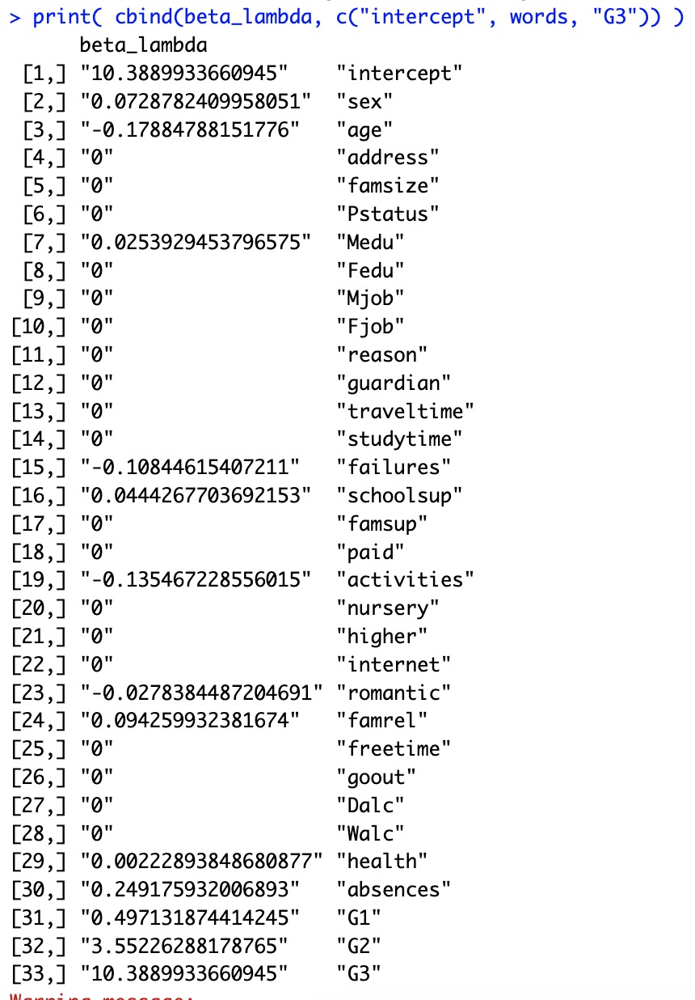 > print( cbind(beta_lambda, c("intercept", words, "G3")) )
beta_lambda
[1,] "10.3889933660945" "intercept"
[2,] "0.0728782409958051" "sex"
[3,] "-0.17884788151776" "age"
[4,] "0" "address"
[5,] "0" "famsize"
[6,] "0" "Pstatus"
[7,] "0.0253929453796575" "Medu"
[8,] "0" "Fedu"
[9,] "0" "Mjob"
[10,] "0" "Fjob"
[11,] "0" "reason"
[12,] "0" "guardian"
[13,] "0" "traveltime"
[14,] "0" "studytime"
[15,] "-0.10844615407211" "failures"
[16,] "0.0444267703692153" "schoolsup"
[17,] "0" "famsup"
[18,] "0" "paid"
[19,] "-0.135467228556015" "activities"
[20,] "0" "nursery"
[21,] "0" "higher"
[22,] "0" "internet"
[23,] "-0.0278384487204691" "romantic"
[24,] "0.094259932381674" "famrel"
[25,] "0" "freetime"
[26,] "0" "goout"
[27,] "0" "Dalc"
[28,] "0" "Walc"
[29,] "0.00222893848680877" "health"
[30,] "0.249175932006893" "absences"
[31,] "0.497131874414245" "G1"
[32,] "3.55226288178765" "G2"
[33,] "10.3889933660945" "G3"
Warning message: